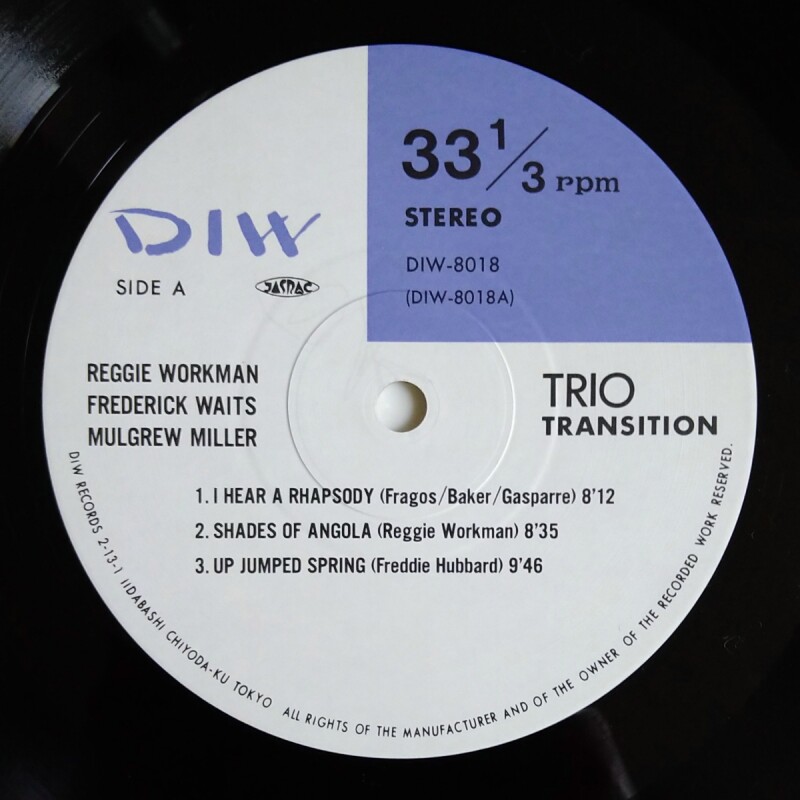 33 1/3 rpm
STEREO
DIW-8018
(DIW-8018A)
DIW
SIDE A
JASRAC
REGGIE WORKMAN
FREDERICK WAITS
MULGREW MILLER
TRIO
TRANSITION
1. I HEAR A RHAPSODY (Fragos/Baker/Gasparre) 8'12
2. SHADES OF ANGOLA (Reggie Workman) 8'35
3. UP JUMPED SPRING (Freddie Hubbard) 9'46
DIW RECORDS 2-13-1 IIDABASHI CHIYODA-KU TOKYO ALL RIGHTS OF THE MANUFACTURER AND OF THE OWNER OF THE RECORDED WORK RESERVED.